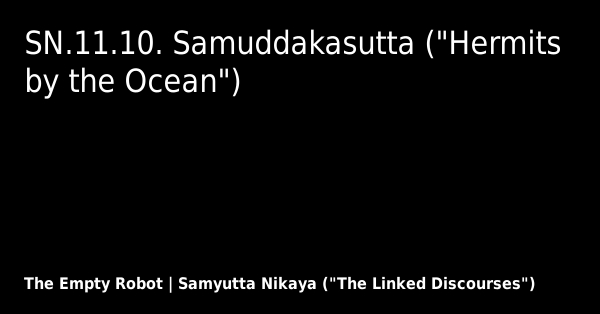 SN.11.10. Samuddakasutta ("Hermits
by the Ocean")
The Empty Robot | Samyutta Nikaya ("The Linked Discourses")